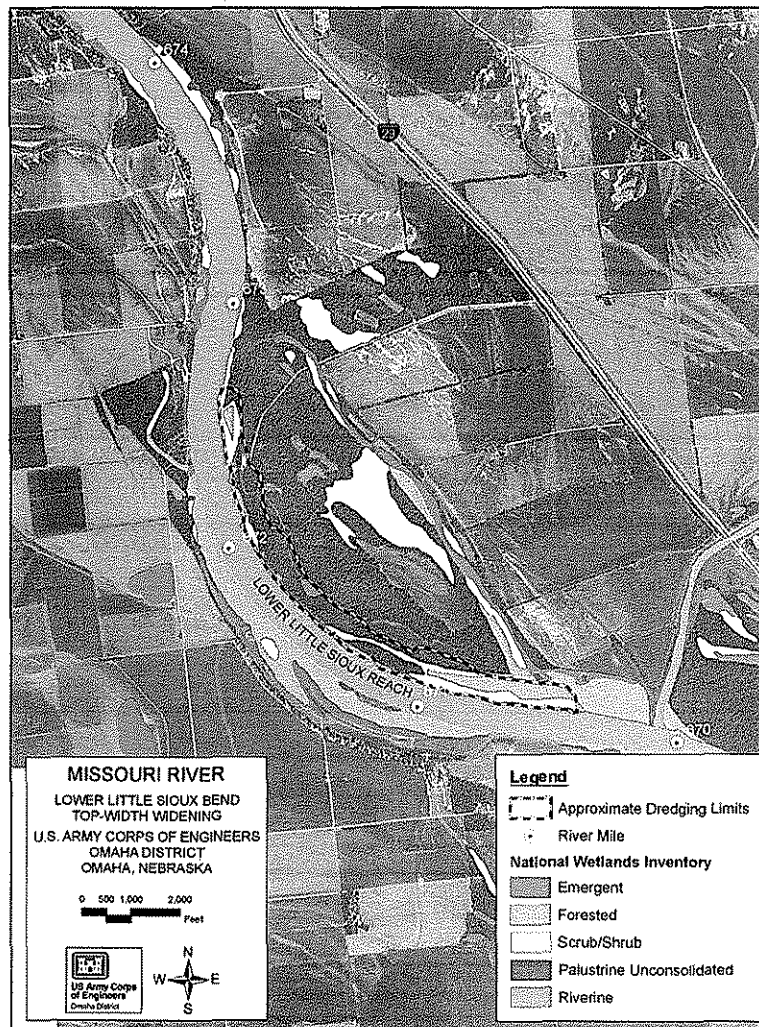 674
29
LOWER LITTLE SIOUX REACH
MISSOURI RIVER
LOWER LITTLE SIOUX BEND
TOP-WIDTH WIDENING
U.S. ARMY CORPS OF ENGINEERS
OMAHA DISTRICT
OMAHA, NEBRASKA
0 500 1,000 2,000
Feet
US Army Corps
of Engineers
Omaha District
N
W E
S
Legend
Approximate Dredging Limits
River Mile
National Wetlands Inventory
Emergent
Forested
Scrub/Shrub
Palustrine Unconsolidated
Riverine